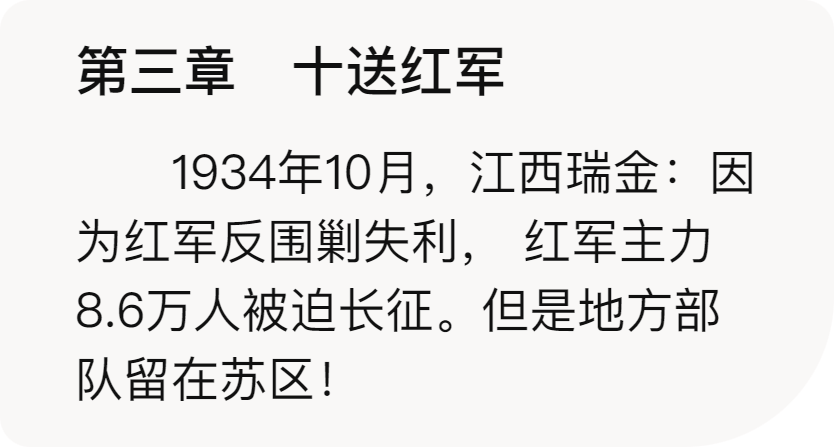 第三章　十送红军
1934年10月，江西瑞金：因
为红军反围剿失利， 红军主力
8.6万人被迫长征。但是地方部
队留在苏区！